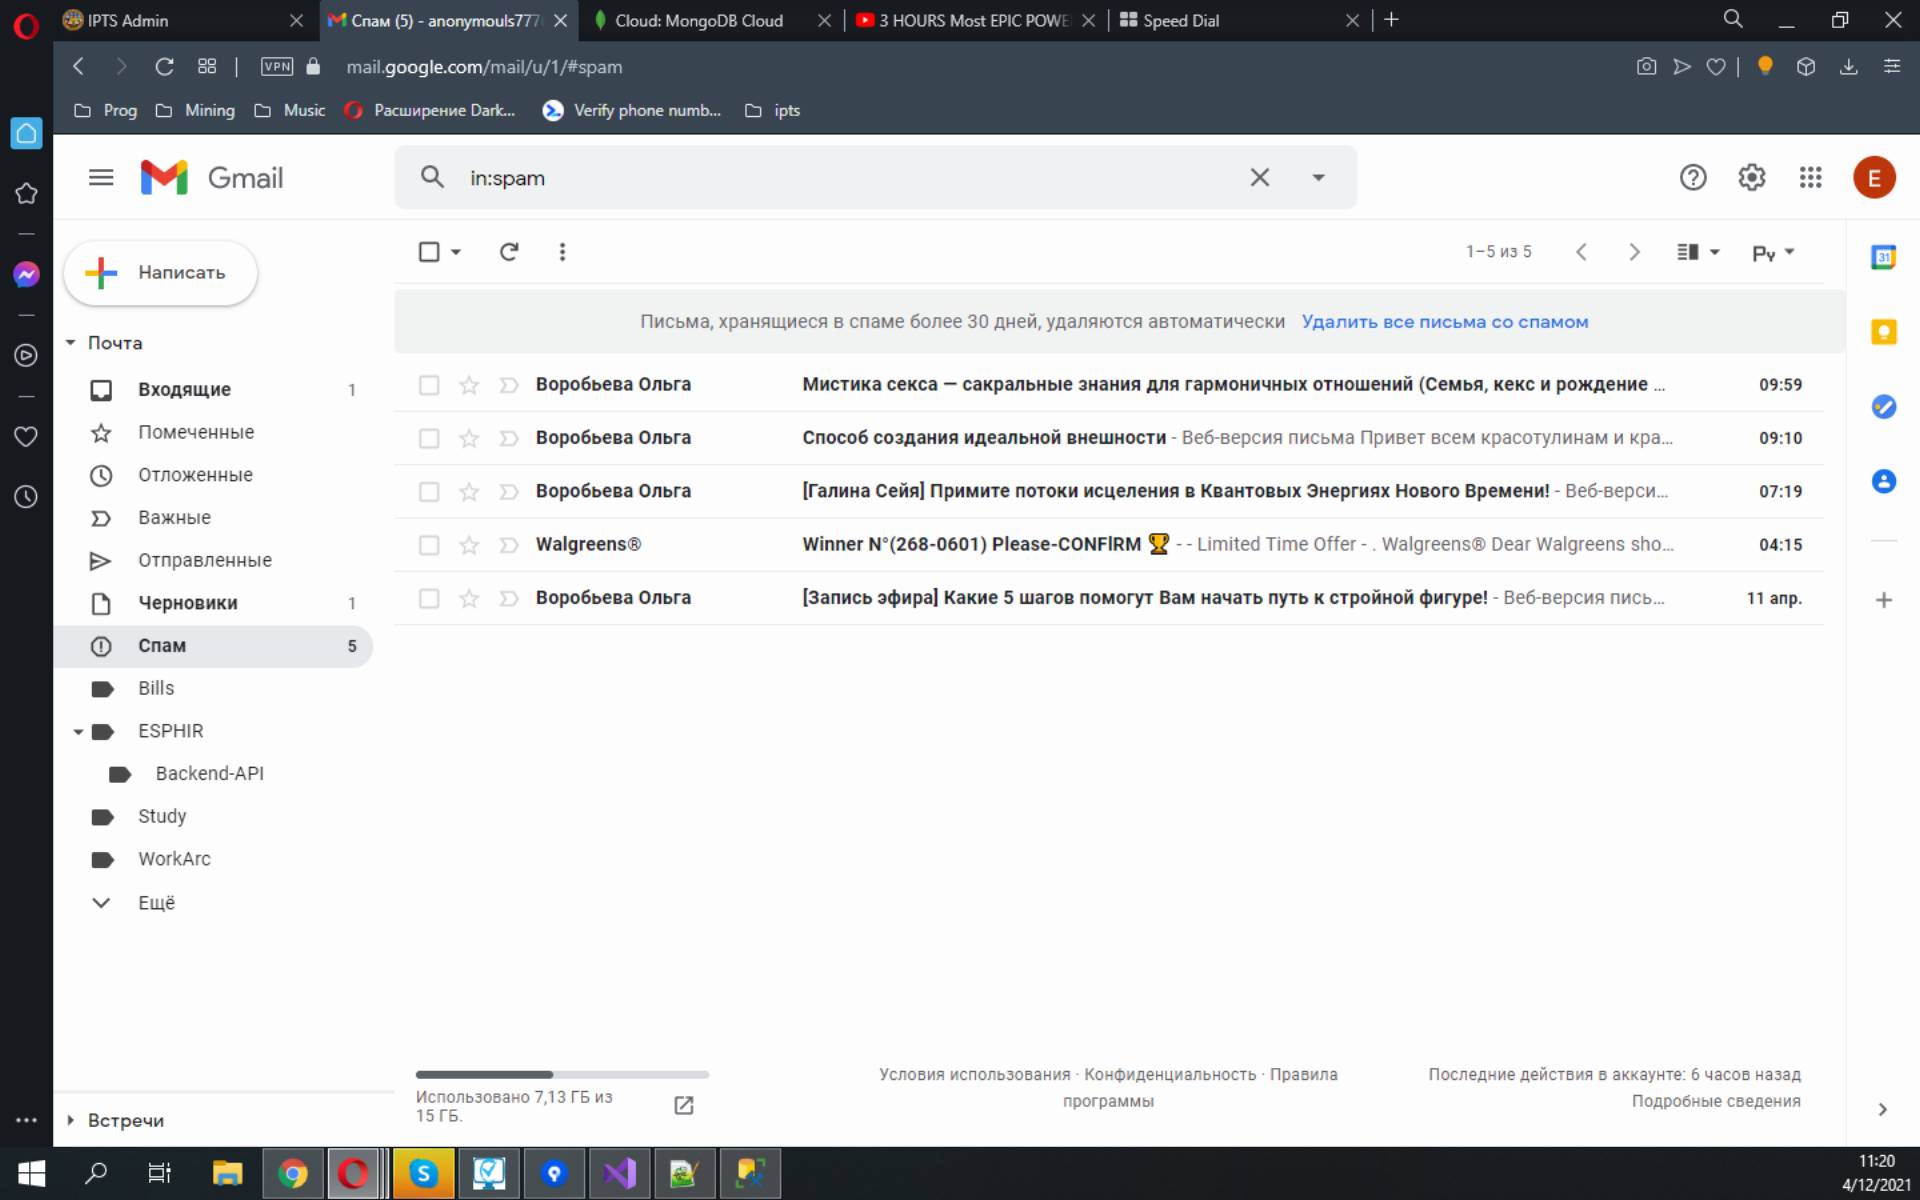 IPTS Admin
Спам (5) - anonymouls777
Cloud: MongoDB Cloud
3 HOURS Most EPIC POWE
Speed Dial
VPN
mail.google.com/mail/u/1/#spam
Prog
Mining
Music
Расширение Dark...
Verify phone numb...
ipts
Gmail
in:spam
E
Написать
1–5 из 5
Ру
31
Письма, хранящиеся в спаме более 30 дней, удаляются автоматически Удалить все письма со спамом
Почта
Входящие 1
Помеченные
Отложенные
Важные
Отправленные
Черновики 1
Спам 5
Bills
ESPHIR
Backend-API
Study
WorkArc
Ещё
Воробьева Ольга Мистика секса — сакральные знания для гармоничных отношений (Семья, кекс и рождение ... 09:59
Воробьева Ольга Способ создания идеальной внешности - Веб-версия письма Привет всем красотулинам и кра... 09:10
Воробьева Ольга [Галина Сейя] Примите потоки исцеления в Квантовых Энергиях Нового Времени! - Веб-верси... 07:19
Walgreens® Winner N°(268-0601) Please-CONFlRM 🏆 - - Limited Time Offer - . Walgreens® Dear Walgreens sho... 04:15
Воробьева Ольга [Запись эфира] Какие 5 шагов помогут Вам начать путь к стройной фигуре! - Веб-версия пись... 11 апр.
Встречи
Использовано 7,13 ГБ из
15 ГБ.
Условия использования · Конфиденциальность · Правила
программы
Последние действия в аккаунте: 6 часов назад
Подробные сведения
11:20
4/12/2021